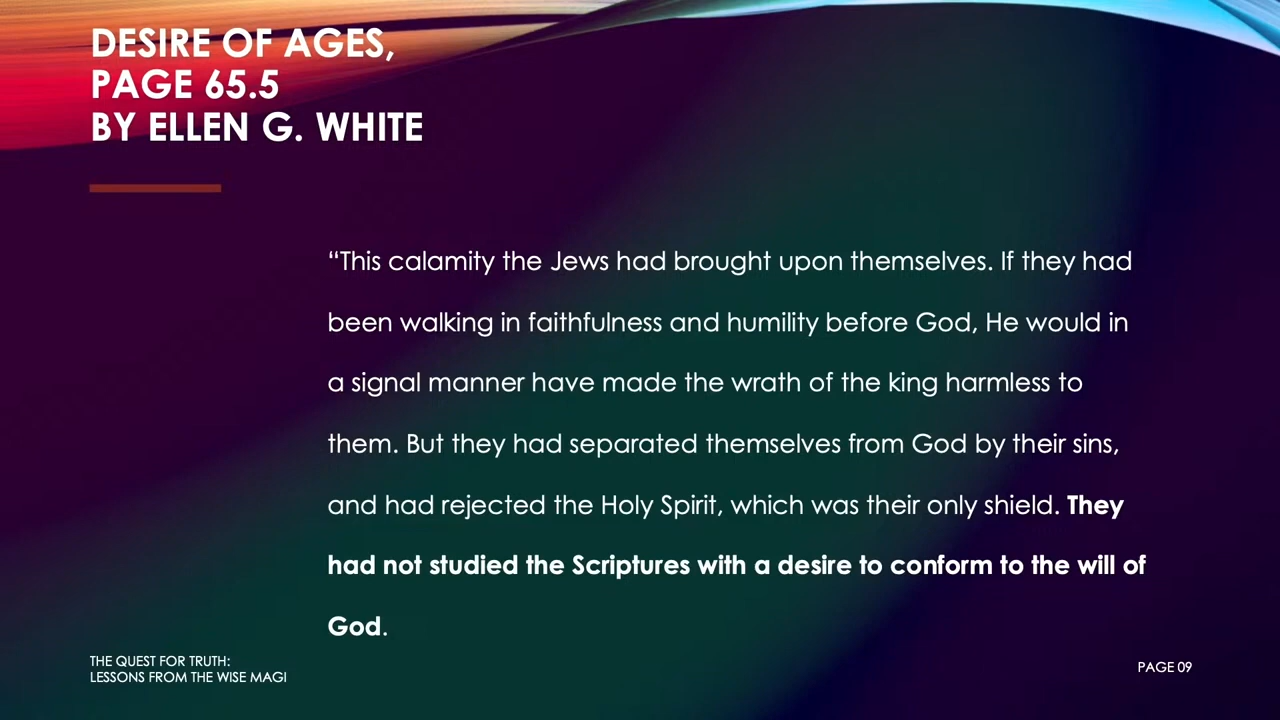 DESIRE OF AGES,
PAGE 65.5
BY ELLEN G. WHITE
“This calamity the Jews had brought upon themselves. If they had
been walking in faithfulness and humility before God, He would in
a signal manner have made the wrath of the king harmless to
them. But they had separated themselves from God by their sins,
and had rejected the Holy Spirit, which was their only shield. They
had not studied the Scriptures with a desire to conform to the will of
God.
THE QUEST FOR TRUTH:
LESSONS FROM THE WISE MAGI
PAGE 09